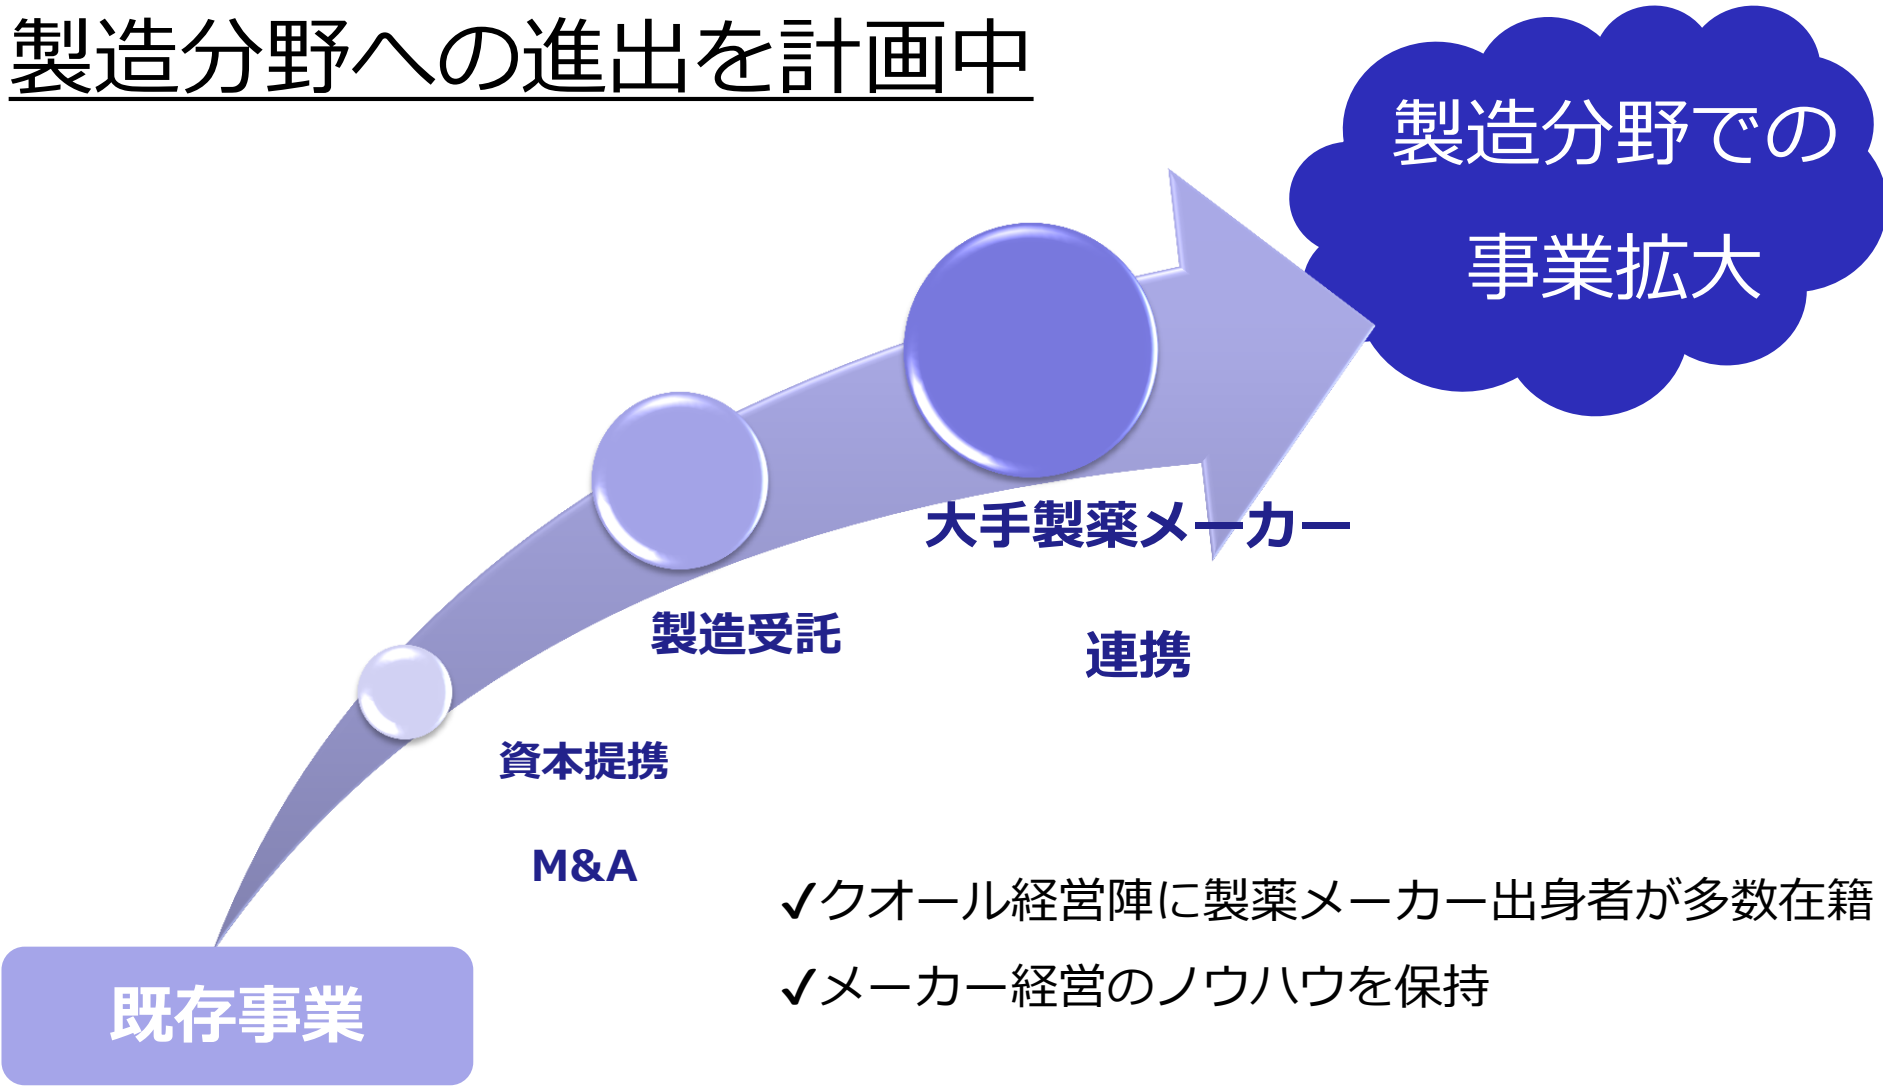 製造分野への進出を計画中
製造分野での
事業拡大
大手製薬メーカー
連携
製造受託
資本提携
M&A
✓クオール経営陣に製薬メーカー出身者が多数在籍
✓メーカー経営のノウハウを保持
既存事業